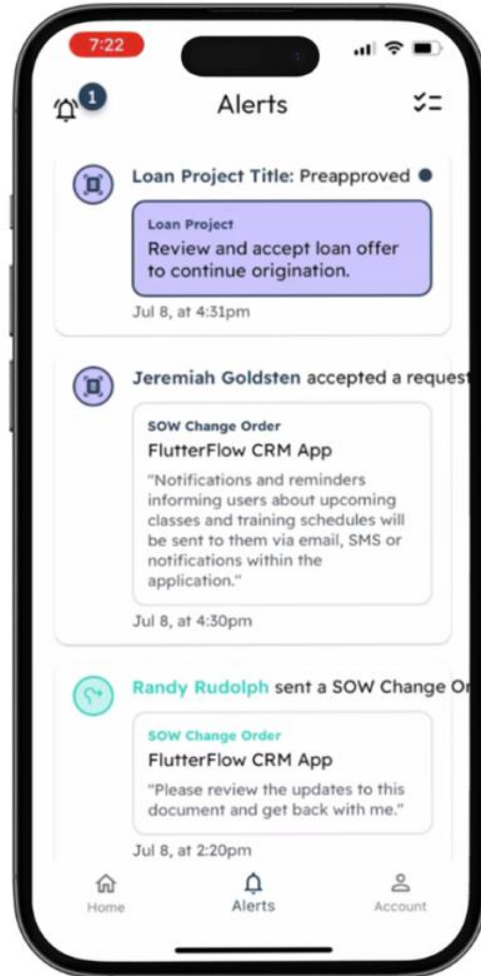 7:22
1
Alerts
Loan Project Title: Preapproved
Loan Project
Review and accept loan offer
to continue origination.
Jul 8, at 4:31pm
Jeremiah Goldsten accepted a request
SOW Change Order
FlutterFlow CRM App
"Notifications and reminders
informing users about upcoming
classes and training schedules will
be sent to them via email, SMS or
notifications within the
application."
Jul 8, at 4:30pm
Randy Rudolph sent a SOW Change Or
SOW Change Order
FlutterFlow CRM App
"Please review the updates to this
document and get back with me."
Jul 8, at 2:20pm
Home
Alerts
Account